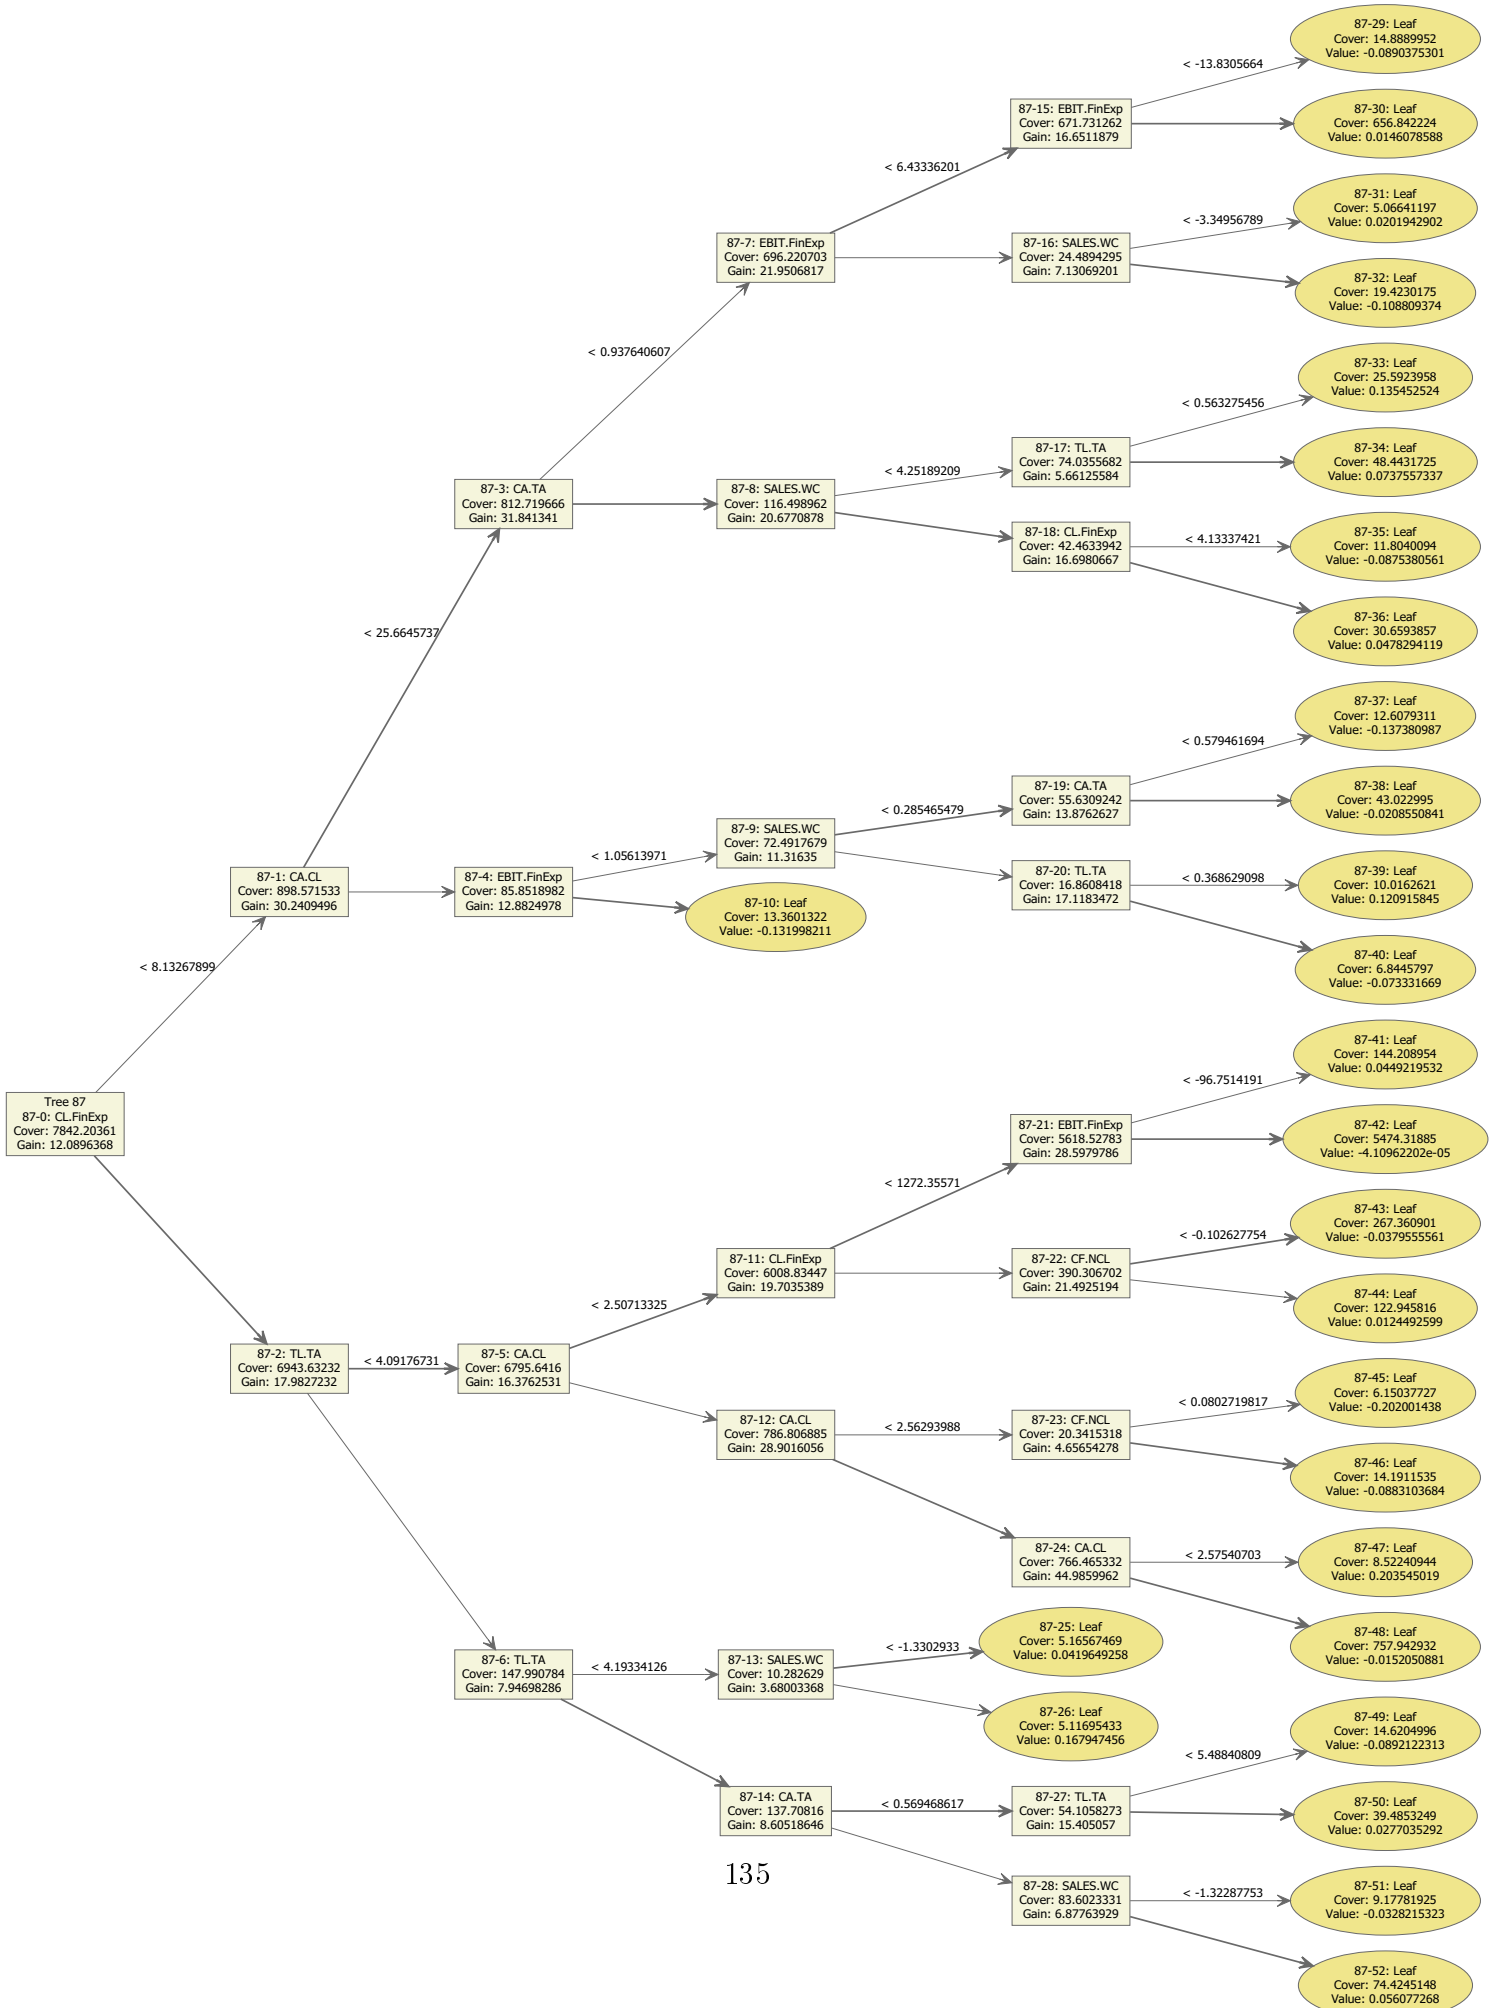 87-29: Leaf
Cover: 14.8889952
Value: -0.0890375301
< -13.8305664
87-15: EBIT.FinExp
Cover: 671.731262
Gain: 16.6511879
87-30: Leaf
Cover: 656.842224
Value: 0.0146078588
< 6.43336201
87-31: Leaf
Cover: 5.06641197
Value: 0.0201942902
< -3.34956789
87-7: EBIT.FinExp
Cover: 696.220703
Gain: 21.9506817
87-16: SALES.WC
Cover: 24.4894295
Gain: 7.13069201
87-32: Leaf
Cover: 19.4230175
Value: -0.108809374
< 0.937640607
87-33: Leaf
Cover: 25.5923958
Value: 0.135452524
< 0.563275456
87-17: TL.TA
Cover: 74.0355682
Gain: 5.66125584
87-34: Leaf
Cover: 48.4431725
Value: 0.0737557337
< 4.25189209
87-3: CA.TA
Cover: 812.719666
Gain: 31.841341
87-8: SALES.WC
Cover: 116.498962
Gain: 20.6770878
87-18: CL.FinExp
Cover: 42.4633942
Gain: 16.6980667
< 4.13337421
87-35: Leaf
Cover: 11.8040094
Value: -0.0875380561
87-36: Leaf
Cover: 30.6593857
Value: 0.0478294119
< 25.6645737
87-37: Leaf
Cover: 12.6079311
Value: -0.137380987
< 0.579461694
87-19: CA.TA
Cover: 55.6309242
Gain: 13.8762627
87-38: Leaf
Cover: 43.022995
Value: -0.0208550841
< 0.285465479
87-9: SALES.WC
Cover: 72.4917679
Gain: 11.31635
< 1.05613971
87-1: CA.CL
Cover: 898.571533
Gain: 30.2409496
87-4: EBIT.FinExp
Cover: 85.8518982
Gain: 12.8824978
87-20: TL.TA
Cover: 16.8608418
Gain: 17.1183472
< 0.368629098
87-39: Leaf
Cover: 10.0162621
Value: 0.120915845
87-10: Leaf
Cover: 13.3601322
Value: -0.131998211
87-40: Leaf
Cover: 6.8445797
Value: -0.073331669
< 8.13267899
87-41: Leaf
Cover: 144.208954
Value: 0.0449219532
< -96.7514191
Tree 87
87-0: CL.FinExp
Cover: 7842.20361
Gain: 12.0896368
87-21: EBIT.FinExp
Cover: 5618.52783
Gain: 28.5979786
87-42: Leaf
Cover: 5474.31885
Value: -4.10962202e-05
< 1272.35571
87-43: Leaf
Cover: 267.360901
Value: -0.0379555561
< -0.102627754
87-11: CL.FinExp
Cover: 6008.83447
Gain: 19.7035389
87-22: CF.NCL
Cover: 390.306702
Gain: 21.4925194
87-44: Leaf
Cover: 122.945816
Value: 0.0124492599
< 2.50713325
87-2: TL.TA
Cover: 6943.63232
Gain: 17.9827232
< 4.09176731
87-5: CA.CL
Cover: 6795.6416
Gain: 16.3762531
87-45: Leaf
Cover: 6.15037727
Value: -0.202001438
< 0.0802719817
87-12: CA.CL
Cover: 786.806885
Gain: 28.9016056
< 2.56293988
87-23: CF.NCL
Cover: 20.3415318
Gain: 4.65654278
87-46: Leaf
Cover: 14.1911535
Value: -0.0883103684
87-24: CA.CL
Cover: 766.465332
Gain: 44.9859962
< 2.57540703
87-47: Leaf
Cover: 8.52240944
Value: 0.203545019
87-48: Leaf
Cover: 757.942932
Value: -0.0152050881
87-25: Leaf
Cover: 5.16567469
Value: 0.0419649258
< -1.3302933
87-6: TL.TA
Cover: 147.990784
Gain: 7.94698286
< 4.19334126
87-13: SALES.WC
Cover: 10.282629
Gain: 3.68003368
87-26: Leaf
Cover: 5.11695433
Value: 0.167947456
87-49: Leaf
Cover: 14.6204996
Value: -0.0892122313
< 5.48840809
87-14: CA.TA
Cover: 137.70816
Gain: 8.60518646
< 0.569468617
87-27: TL.TA
Cover: 54.1058273
Gain: 15.405057
87-50: Leaf
Cover: 39.4853249
Value: 0.0277035292
135
87-28: SALES.WC
Cover: 83.6023331
Gain: 6.87763929
< -1.32287753
87-51: Leaf
Cover: 9.17781925
Value: -0.0328215323
87-52: Leaf
Cover: 74.4245148
Value: 0.056077268